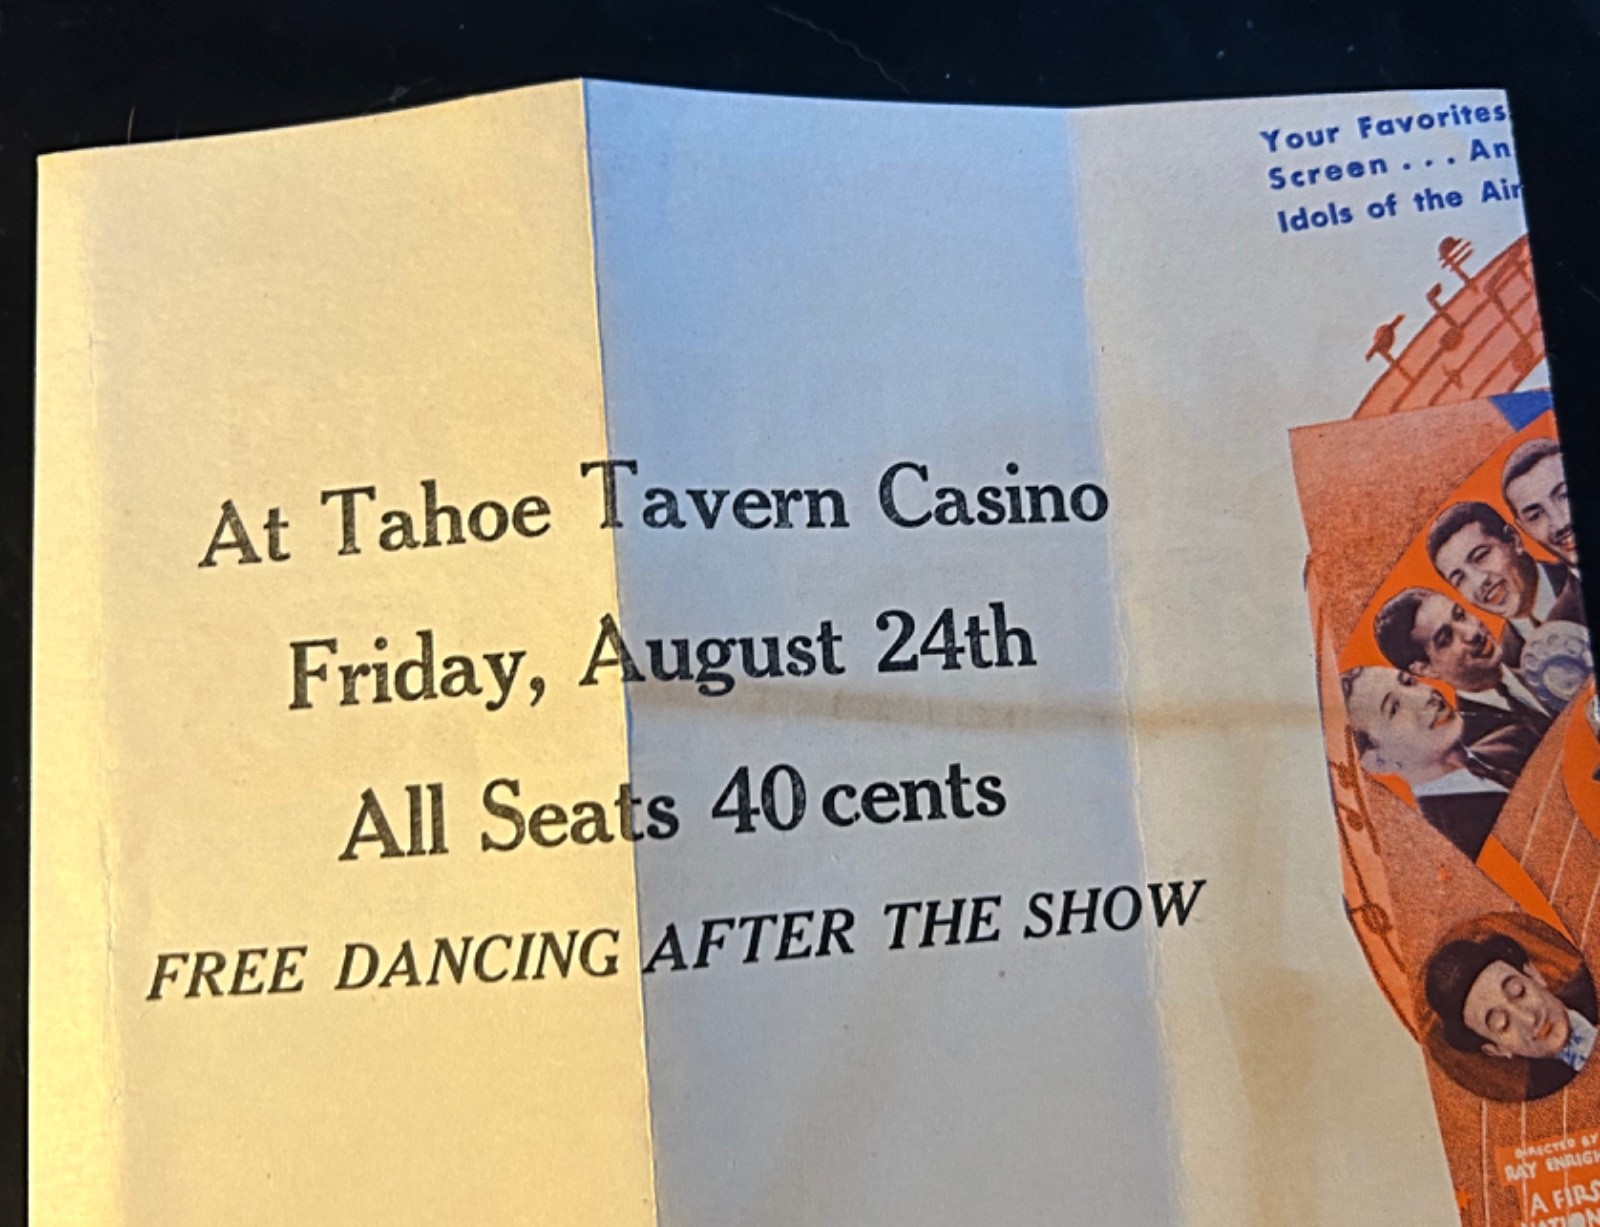 Your Favorites
Screen . . . An
Idols of the Air
At Tahoe Tavern Casino
Friday, August 24th
All Seats 40 cents
FREE DANCING AFTER THE SHOW
DIRECTED BY
RAY ENRIGH
A FIRS